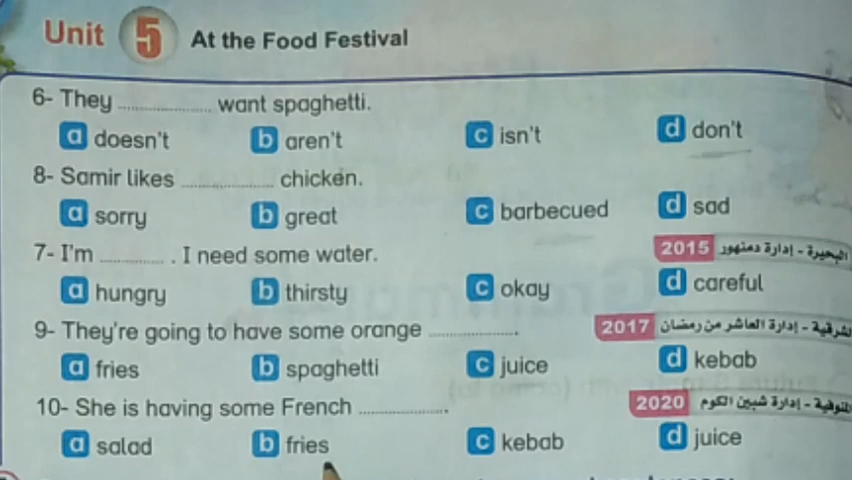 Unit 5 At the Food Festival
6- They .................. want spaghetti.
a doesn't b aren't c isn't d don't
8- Samir likes .................. chicken.
a sorry b great c barbecued d sad
7- I'm ............. . I need some water. البحيرة - إدارة دمنهور 2015
a hungry b thirsty c okay d careful
9- They're going to have some orange .................. . الشرقية - إدارة العاشر من رمضان 2017
a fries b spaghetti c juice d kebab
10- She is having some French .................. . المنوفية - إدارة شبين الكوم 2020
a salad b fries c kebab d juice